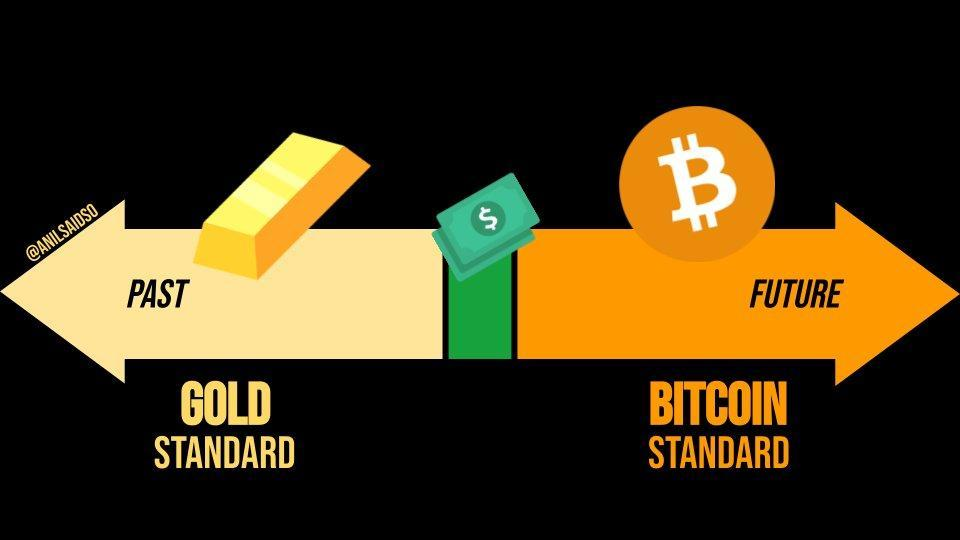 @ANILSAIDSO
$
₿
PAST
FUTURE
GOLD
STANDARD
BITCOIN
STANDARD